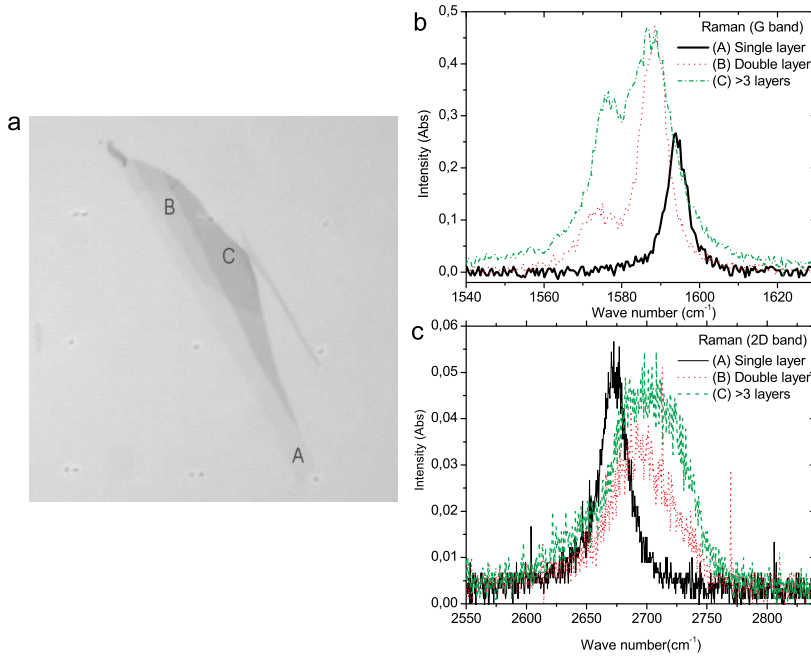 a
B
C
A
b
0,5
0,4
0,3
0,2
0,1
0,0
Intensity (Abs)
Raman (G band)
(A) Single layer
(B) Double layer
(C) >3 layers
1540 1560 1580 1600 1620
Wave number (cm-1)
c
0,06
0,05
0,04
0,03
0,02
0,01
0,00
Intensity (Abs)
Raman (2D band)
(A) Single layer
(B) Double layer
(C) >3 layers
2550 2600 2650 2700 2750 2800
Wave number(cm-1)